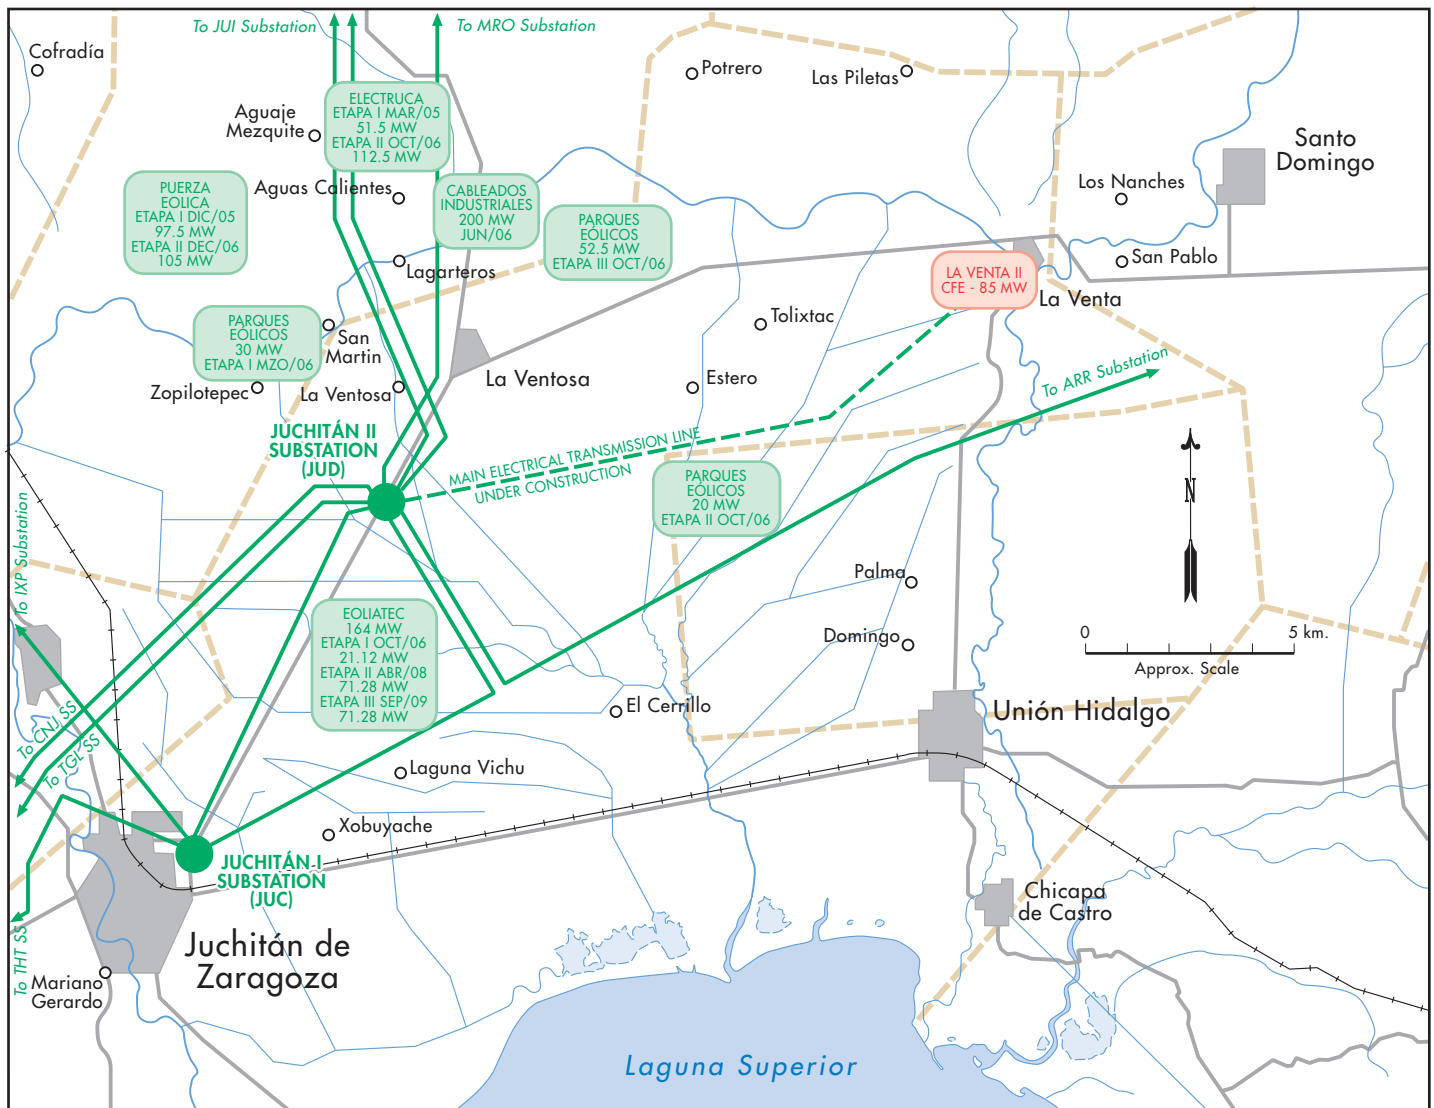 To JUI Substation
To MRO Substation
Cofradía
Potrero
Las Piletas
Aguaje
Mezquite
ELECTRUCA
ETAPA I MAR/05
51.5 MW
ETAPA II OCT/06
112.5 MW
Santo
Domingo
PUERZA
EOLICA
ETAPA I DIC/05
97.5 MW
ETAPA II DEC/06
105 MW
Aguas Calientes
CABLEADOS
INDUSTRIALES
200 MW
JUN/06
Los Nanches
PARQUES
EÓLICOS
52.5 MW
ETAPA III OCT/06
San Pablo
Lagarteros
LA VENTA II
CFE - 85 MW
La Venta
PARQUES
EÓLICOS
30 MW
ETAPA I MZO/06
San
Martin
Tolixtac
Zopilotepec
La Ventosa
La Ventosa
Estero
To ARR Substation
JUCHITÁN II
SUBSTATION
(JUD)
MAIN ELECTRICAL TRANSMISSION LINE
UNDER CONSTRUCTION
PARQUES
EÓLICOS
20 MW
ETAPA II OCT/06
N
To IXP Substation
Palma
EOLIATEC
164 MW
ETAPA I OCT/06
21.12 MW
ETAPA II ABR/08
71.28 MW
ETAPA III SEP/09
71.28 MW
Domingo
0 5 km.
Approx. Scale
El Cerrillo
Unión Hidalgo
To CNJ SS
To TGL SS
Laguna Vichu
Xobuyache
JUCHITÁN-I
SUBSTATION
(JUC)
Chicapa
de Castro
Juchitán de
Zaragoza
To THT SS
Mariano
Gerardo
Laguna Superior